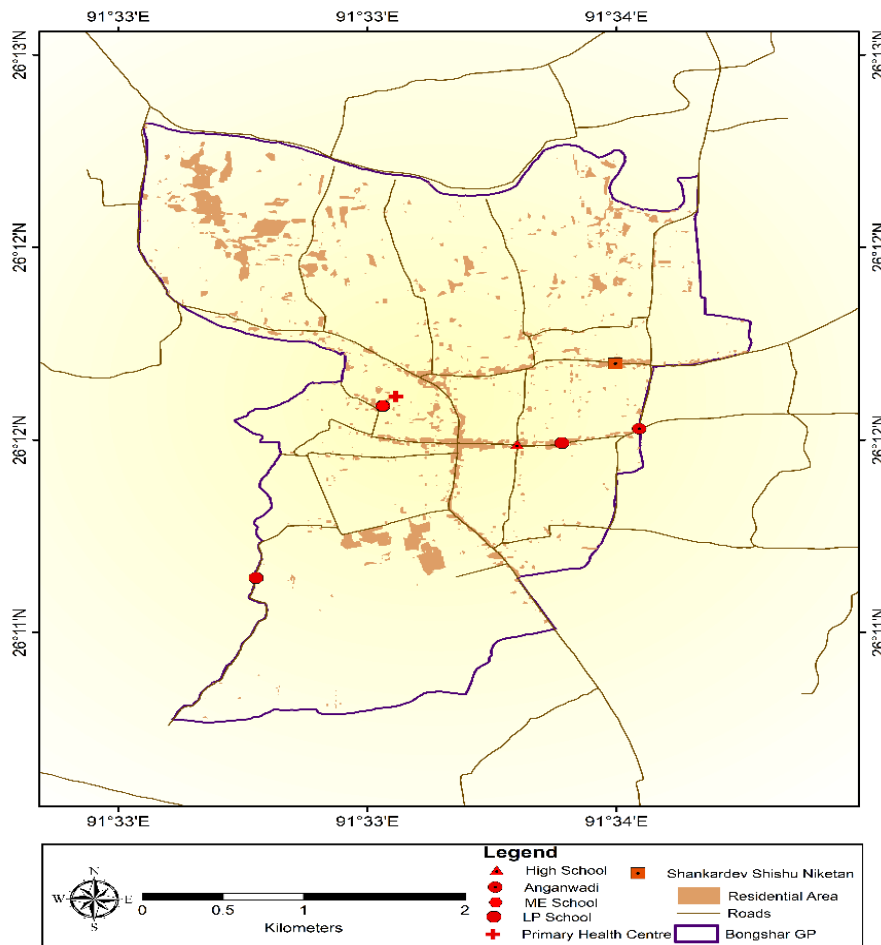 91°33'E 91°33'E 91°34'E
26°13'N 26°13'N
26°12'N 26°12'N
26°12'N 26°12'N
26°11'N 26°11'N
91°33'E 91°33'E 91°34'E
Legend
N
W E
S
0 0.5 1 2
Kilometers
High School
Anganwadi
ME School
LP School
Primary Health Centre
Shankardev Shishu Niketan
Residential Area
Roads
Bongshar GP